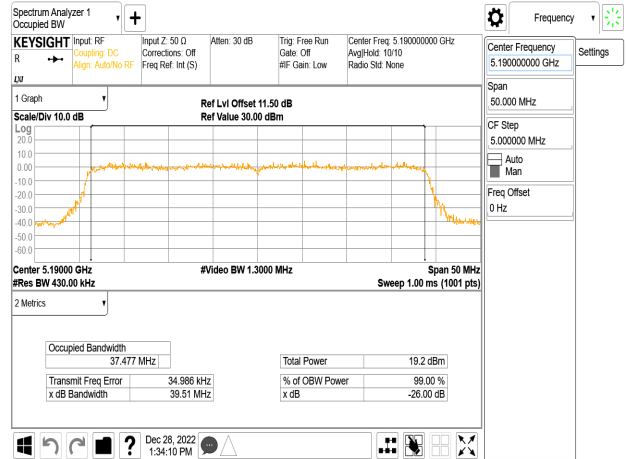 Spectrum Analyzer 1
Occupied BW
Frequency
KEYSIGHT
R
Input: RF
Coupling: DC
Align: Auto/No RF
Input Z: 50 Ω
Corrections: Off
Freq Ref: Int (S)
Atten: 30 dB
Trig: Free Run
Gate: Off
#IF Gain: Low
Center Freq: 5.190000000 GHz
Avg|Hold: 10/10
Radio Std: None
LXI
Center Frequency
5.190000000 GHz
Settings
Span
50.000 MHz
CF Step
5.000000 MHz
Auto
Man
Freq Offset
0 Hz
1 Graph
Scale/Div 10.0 dB
Ref Lvl Offset 11.50 dB
Ref Value 30.00 dBm
Log
20.0
10.0
0.00
-10.0
-20.0
-30.0
-40.0
-50.0
-60.0
Center 5.19000 GHz
#Res BW 430.00 kHz
#Video BW 1.3000 MHz
Span 50 MHz
Sweep 1.00 ms (1001 pts)
2 Metrics
Occupied Bandwidth
37.477 MHz
Total Power 19.2 dBm
Transmit Freq Error 34.986 kHz
% of OBW Power 99.00 %
x dB Bandwidth 39.51 MHz
x dB -26.00 dB
?
Dec 28, 2022
1:34:10 PM